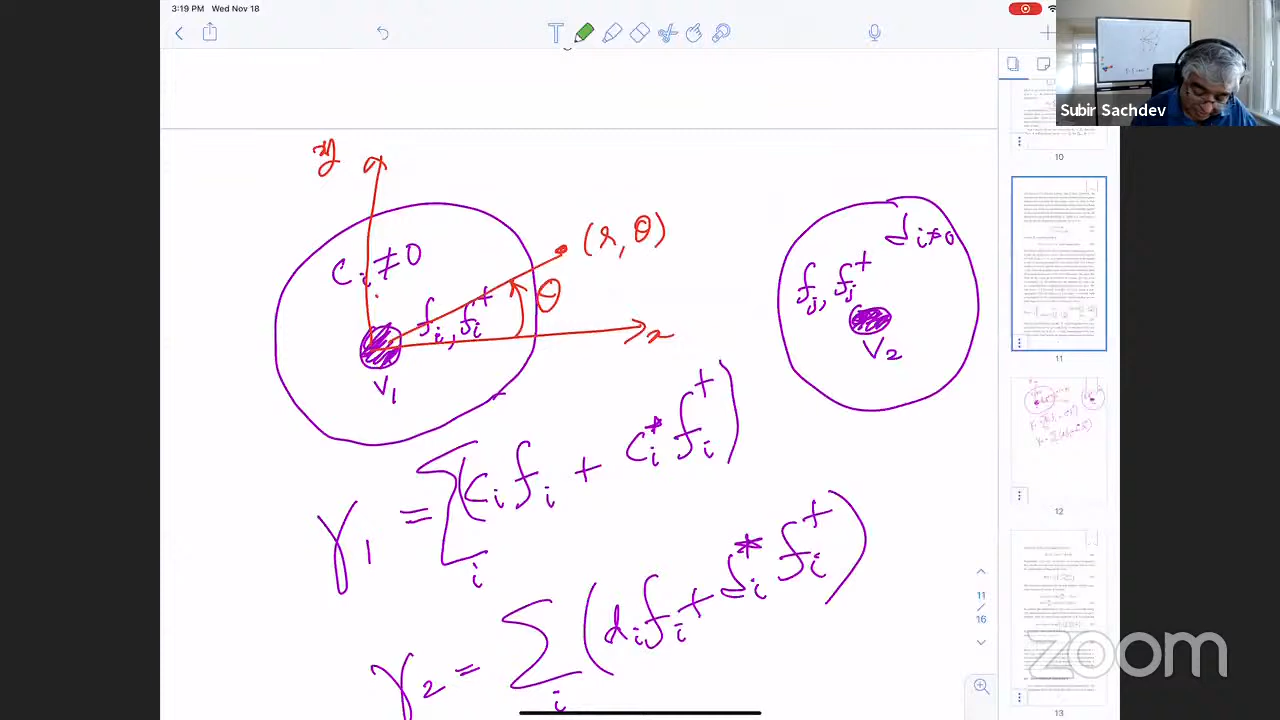 3:19 PM Wed Nov 18
Subir Sachdev
y
(r, θ)
c_i ≠ 0
θ
f_i, f_i^†
x
V_1
d_i ≠ 0
f_j, f_j^†
V_2
γ_1 = Σ_i (c_i f_i + c_i^* f_i^†)
γ_2 = Σ_i (d_i f_i + d_i^* f_i^†)
10
11
12
13
11
/
16
zoom